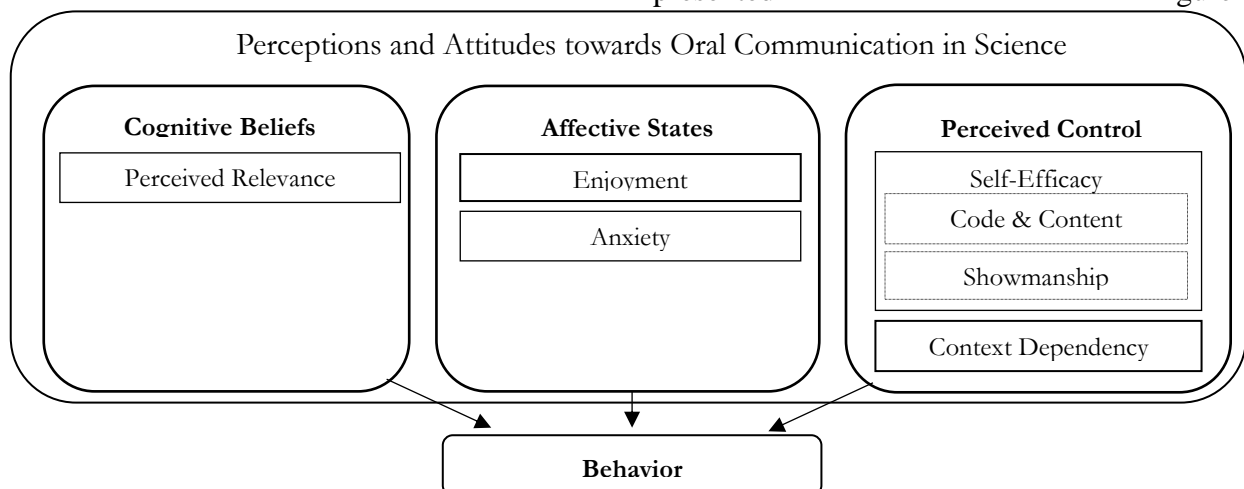 presented
Perceptions and Attitudes towards Oral Communication in Science
Cognitive Beliefs
Perceived Relevance
Affective States
Enjoyment
Anxiety
Perceived Control
Self-Efficacy
Code & Content
Showmanship
Context Dependency
Behavior